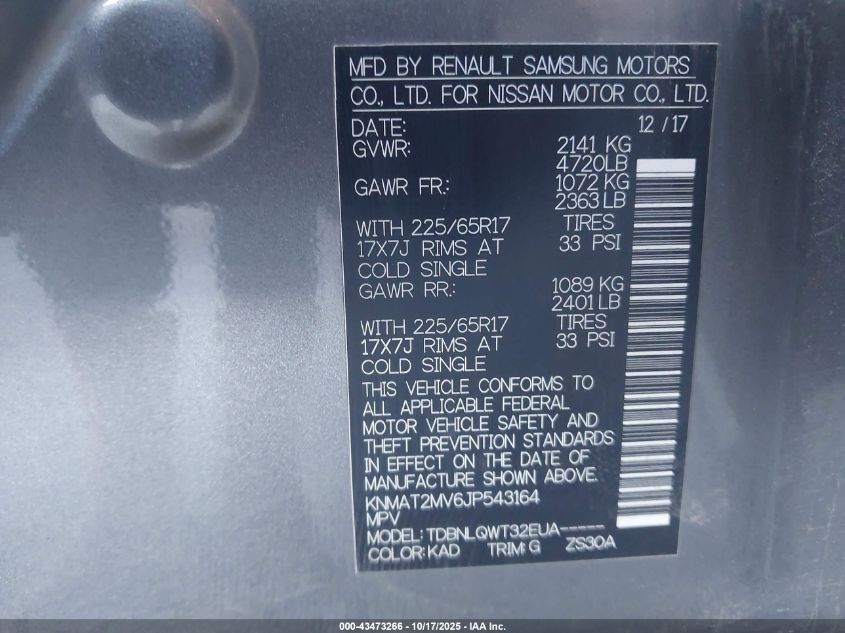 MFD BY RENAULT SAMSUNG MOTORS
CO., LTD. FOR NISSAN MOTOR CO., LTD.
DATE: 12 / 17
GVWR: 2141 KG
4720LB
GAWR FR.: 1072 KG
2363 LB
WITH 225/65R17 TIRES
17X7J RIMS AT 33 PSI
COLD SINGLE
GAWR RR.: 1089 KG
2401 LB
WITH 225/65R17 TIRES
17X7J RIMS AT 33 PSI
COLD SINGLE
THIS VEHICLE CONFORMS TO
ALL APPLICABLE FEDERAL
MOTOR VEHICLE SAFETY AND
THEFT PREVENTION STANDARDS
IN EFFECT ON THE DATE OF
MANUFACTURE SHOWN ABOVE.
KNMAT2MV6JP543164
MPV
MODEL: TDBNLQWT32EUA-----
COLOR: KAD TRIM: G ZS30A
000-43473266 - 10/17/2025 - IAA Inc.